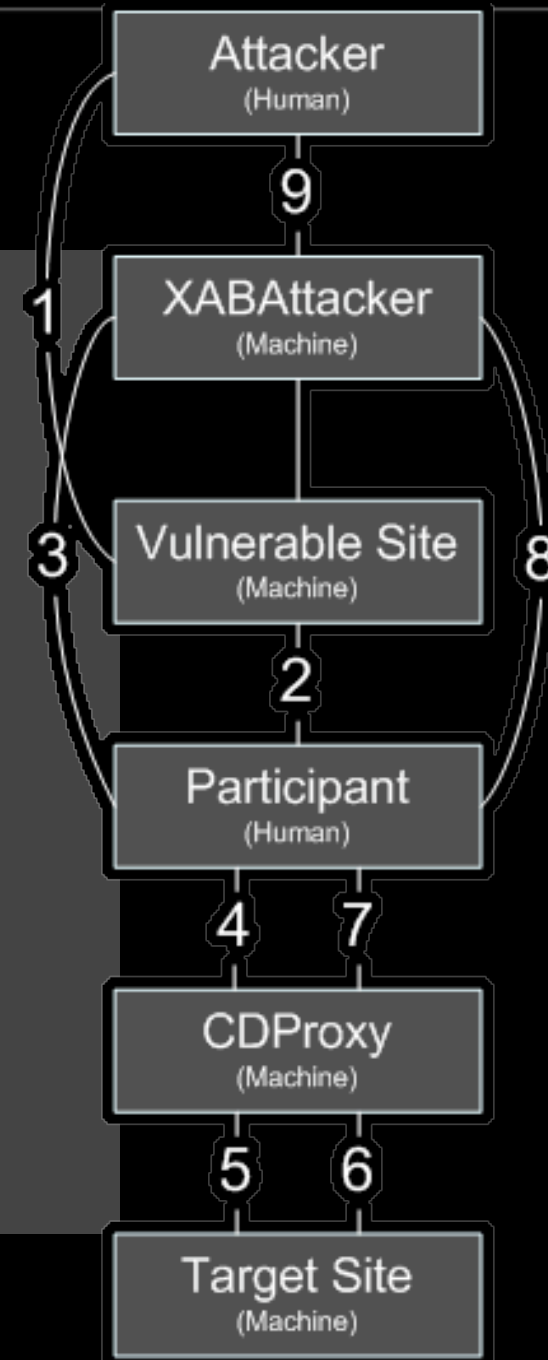 Attacker
(Human)
9
XABAttacker
(Machine)
1
Vulnerable Site
(Machine)
3
8
2
Participant
(Human)
4 7
CDProxy
(Machine)
5 6
Target Site
(Machine)